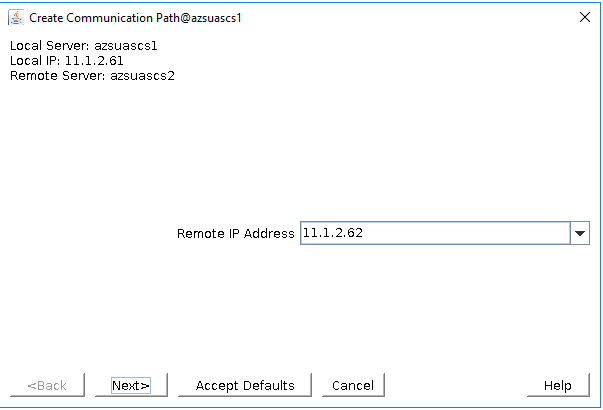 Create Communication Path@azsuascs1
Local Server: azsuascs1
Local IP: 11.1.2.61
Remote Server: azsuascs2
Remote IP Address 11.1.2.62
<Back Next> Accept Defaults Cancel Help